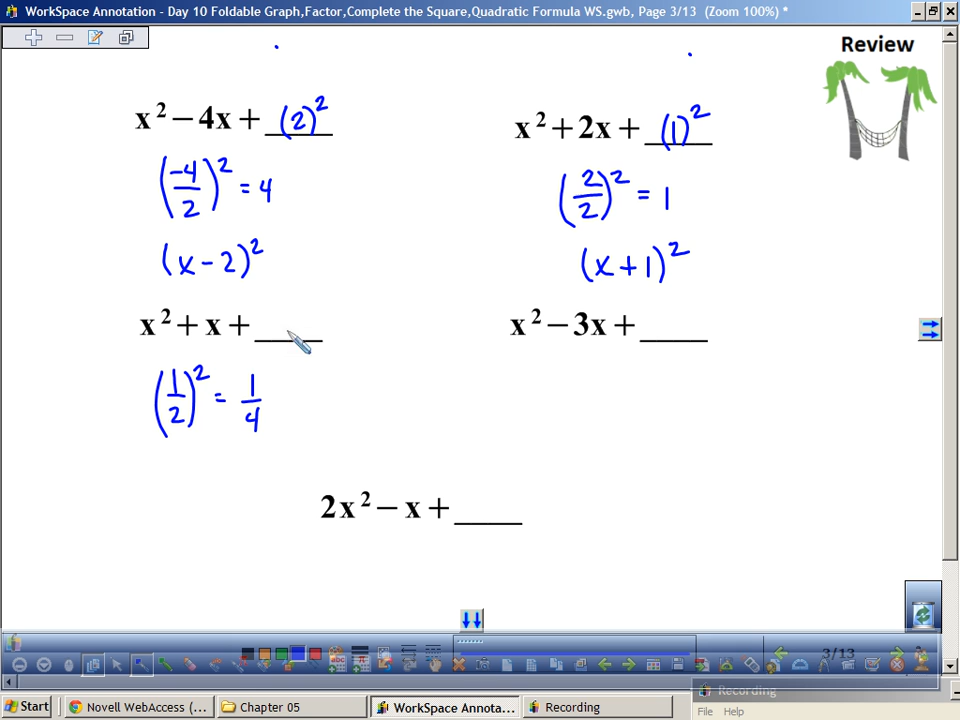 WorkSpace Annotation - Day 10 Foldable Graph,Factor,Complete the Square,Quadratic Formula WS.gwb, Page 3/13 (Zoom 100%) *
Review
x² − 4x + (2)²
(-4/2)² = 4
(x - 2)²
x² + 2x + (1)²
(2/2)² = 1
(x + 1)²
x² + x + ____
(1/2)² = 1/4
x² − 3x + ____
2x² − x + ____
3/13
Recording
File View
Start
Novell WebAccess (...
Chapter 05
WorkSpace Annota...
Recording